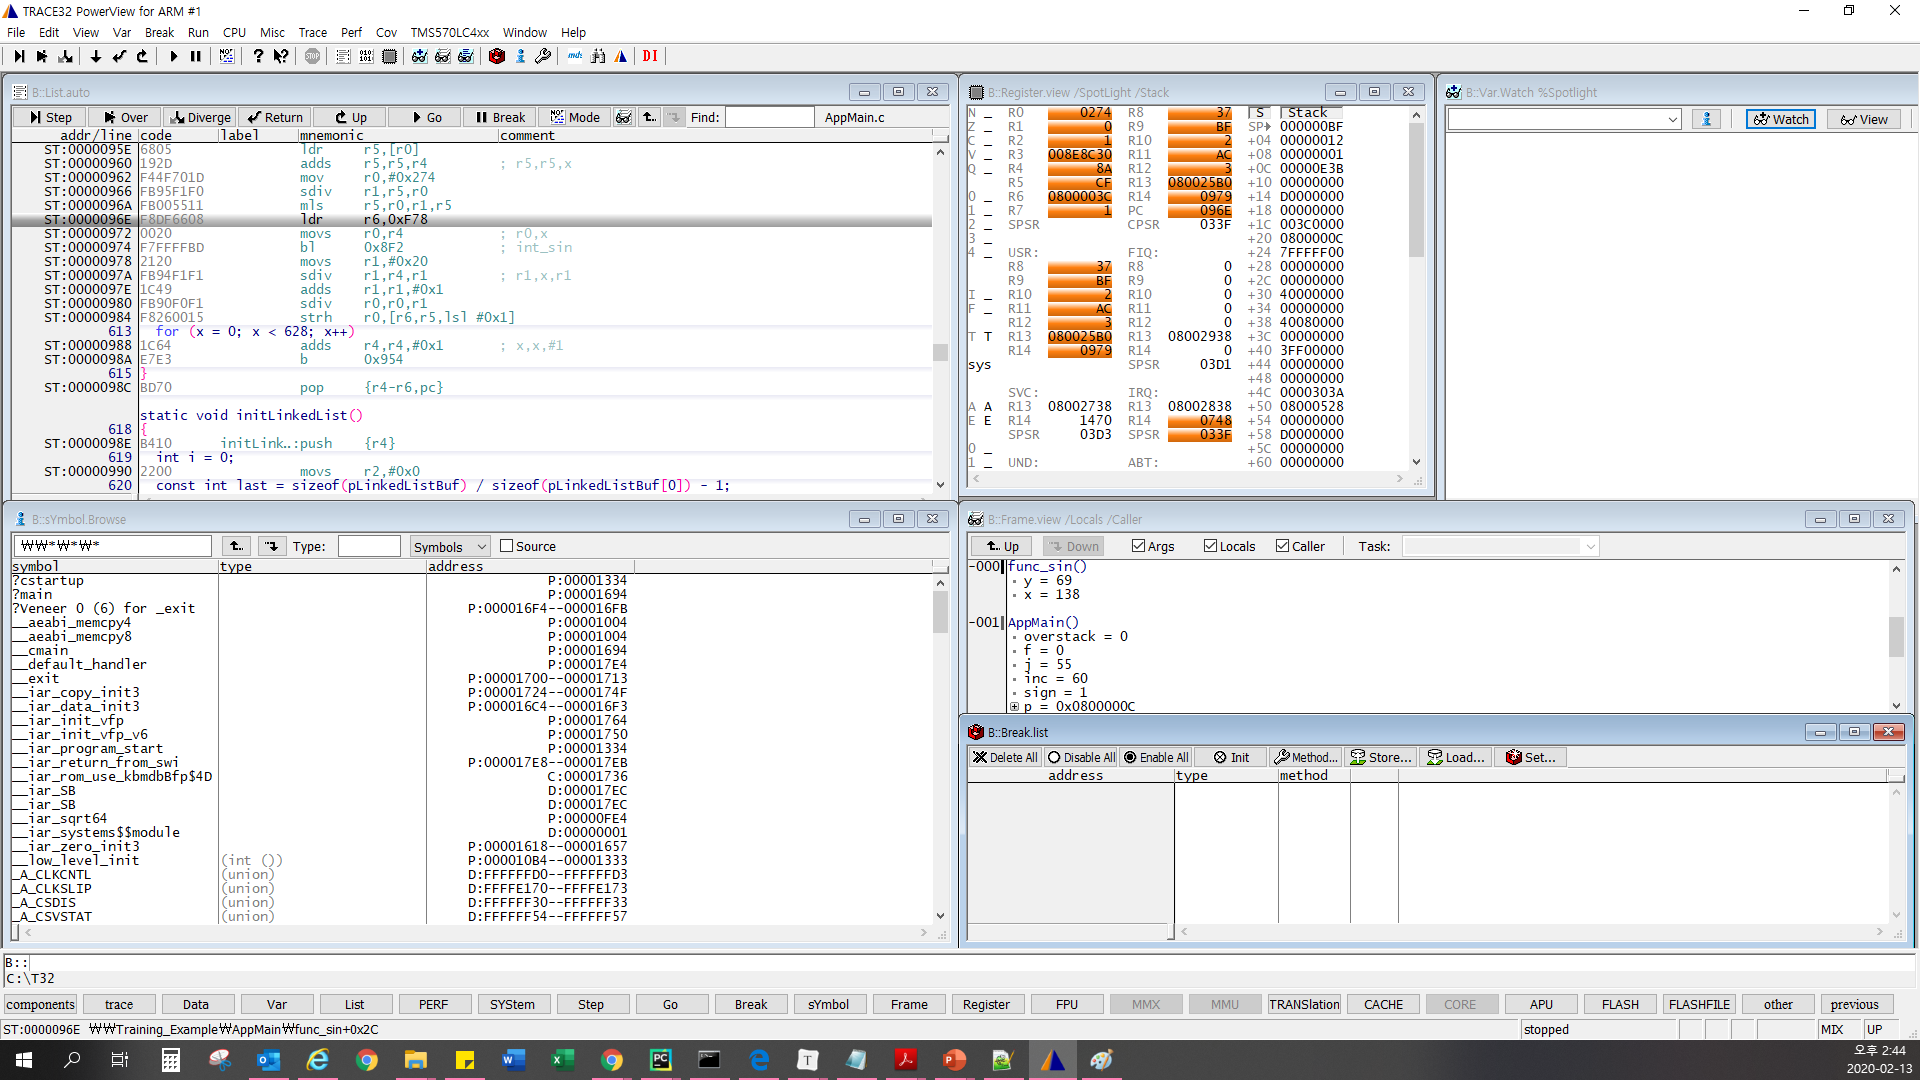 TRACE32 PowerView for ARM #1
File Edit View Var Break Run CPU Misc Trace Perf Cov TMS570LC4xx Window Help
B::List.auto
Step Over Diverge Return Up Go Break Mode Find: AppMain.c
addr/line code label mnemonic comment
ST:0000095E 6805 ldr r5,[r0]
ST:00000960 192D adds r5,r5,r4 ; r5,r5,x
ST:00000962 F44F701D mov r0,#0x274
ST:00000966 FB95F1F0 sdiv r1,r5,r0
ST:0000096A FB005511 mls r5,r0,r1,r5
ST:0000096E F8DF6608 ldr r6,0xF78
ST:00000972 0020 movs r0,r4 ; r0,x
ST:00000974 F7FFFFBD bl 0x8F2 ; int_sin
ST:00000978 2120 movs r1,#0x20
ST:0000097A FB94F1F1 sdiv r1,r4,r1 ; r1,x,r1
ST:0000097E 1C49 adds r1,r1,#0x1
ST:00000980 FB90F0F1 sdiv r0,r0,r1
ST:00000984 F8260015 strh r0,[r6,r5,lsl #0x1]
613 for (x = 0; x < 628; x++)
ST:00000988 1C64 adds r4,r4,#0x1 ; x,x,#1
ST:0000098A E7E3 b 0x954
615 }
ST:0000098C BD70 pop {r4-r6,pc}
static void initLinkedList()
618 {
ST:0000098E B410 initLink..:push {r4}
619 int i = 0;
ST:00000990 2200 movs r2,#0x0
620 const int last = sizeof(pLinkedListBuf) / sizeof(pLinkedListBuf[0]) - 1;
B::Register.view /SpotLight /Stack
N _ R0 0274 R8 37 S Stack
Z _ R1 0 R9 BF SP 000000BF
C _ R2 1 R10 2 +04 00000012
V _ R3 008E8C30 R11 AC +08 00000001
Q _ R4 8A R12 3 +0C 00000E3B
R5 CF R13 080025B0 +10 00000000
0 _ R6 0800003C R14 0979 +14 D0000000
1 _ R7 1 PC 096E +18 00000000
2 _ SPSR CPSR 033F +1C 003C0000
3 _ +20 0800000C
4 _ USR: FIQ: +24 7FFFFF00
R8 37 R8 0 +28 00000000
R9 BF R9 0 +2C 00000000
I _ R10 2 R10 0 +30 40000000
F _ R11 AC R11 0 +34 00000000
R12 3 R12 0 +38 40080000
T T R13 080025B0 R13 08002938 +3C 00000000
R14 0979 R14 0 +40 3FF00000
sys SPSR 03D1 +44 00000000
+48 00000000
SVC: IRQ: +4C 0000303A
A A R13 08002738 R13 08002838 +50 08000528
E E R14 1470 R14 0748 +54 00000000
SPSR 03D3 SPSR 033F +58 D0000000
0 _ +5C 00000000
1 _ UND: ABT: +60 00000000
B::Var.Watch %Spotlight
Watch View
B::sYmbol.Browse
₩₩*₩*₩* Type: Symbols Source
symbol type address
?cstartup P:00001334
?main P:00001694
?Veneer 0 (6) for _exit P:000016F4--000016FB
__aeabi_memcpy4 P:00001004
__aeabi_memcpy8 P:00001004
__cmain P:00001694
__default_handler P:000017E4
__exit P:00001700--00001713
__iar_copy_init3 P:00001724--0000174F
__iar_data_init3 P:000016C4--000016F3
__iar_init_vfp P:00001764
__iar_init_vfp_v6 P:00001750
__iar_program_start P:00001334
__iar_return_from_swi P:000017E8--000017EB
__iar_rom_use_kbmdbBfp$4D C:00001736
__iar_SB D:000017EC
__iar_SB D:000017EC
__iar_sqrt64 P:00000FE4
__iar_systems$$module D:00000001
__iar_zero_init3 P:00001618--00001657
__low_level_init (int ()) P:000010B4--00001333
_A_CLKCNTL (union) D:FFFFFFD0--FFFFFFD3
_A_CLKSLIP (union) D:FFFFE170--FFFFE173
_A_CSDIS (union) D:FFFFFF30--FFFFFF33
_A_CSVSTAT (union) D:FFFFFF54--FFFFFF57
B::Frame.view /Locals /Caller
Up Down Args Locals Caller Task:
-000 func_sin()
y = 69
x = 138
-001 AppMain()
overstack = 0
f = 0
j = 55
inc = 60
sign = 1
p = 0x0800000C
B::Break.list
Delete All Disable All Enable All Init Method... Store... Load... Set...
address type method
B::
C:\T32
components trace Data Var List PERF SYStem Step Go Break sYmbol Frame Register FPU MMX MMU TRANSlation CACHE CORE APU FLASH FLASHFILE other previous
ST:0000096E ₩₩Training_Example₩AppMain₩func_sin+0x2C stopped MIX UP
오후 2:44
2020-02-13